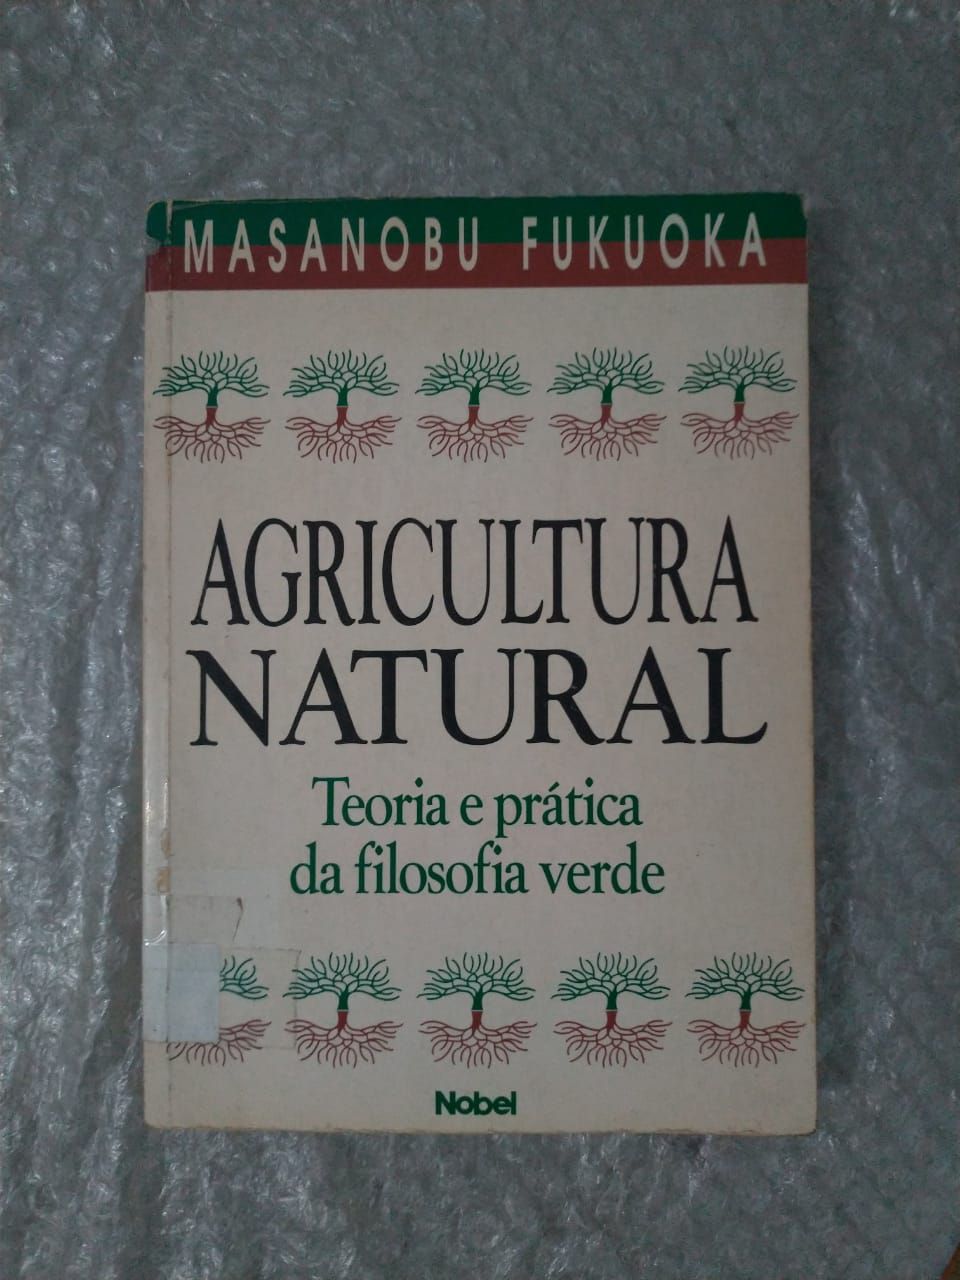 MASANOBU FUKUOKA
AGRICULTURA
NATURAL
Teoria e prática
da filosofia verde
Nobel